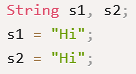 String s1, s2;
s1 = "Hi";
s2 = "Hi";